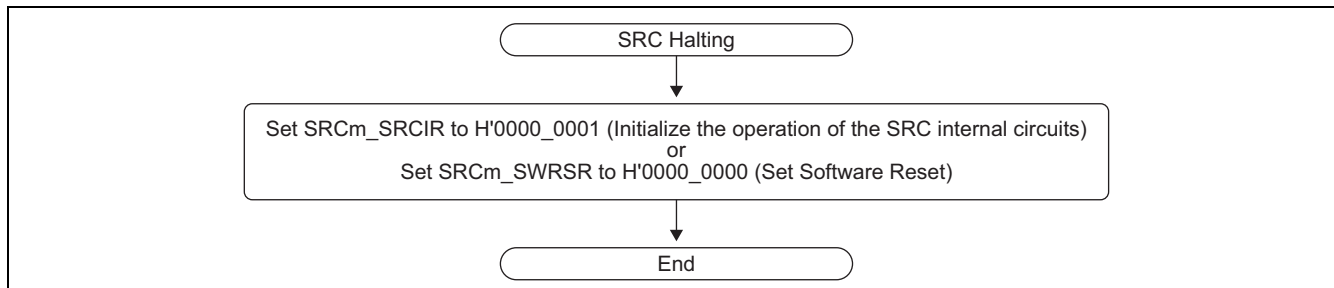 SRC Halting
Set SRCm_SRCIR to H'0000_0001 (Initialize the operation of the SRC internal circuits)
or
Set SRCm_SWRSR to H'0000_0000 (Set Software Reset)
End